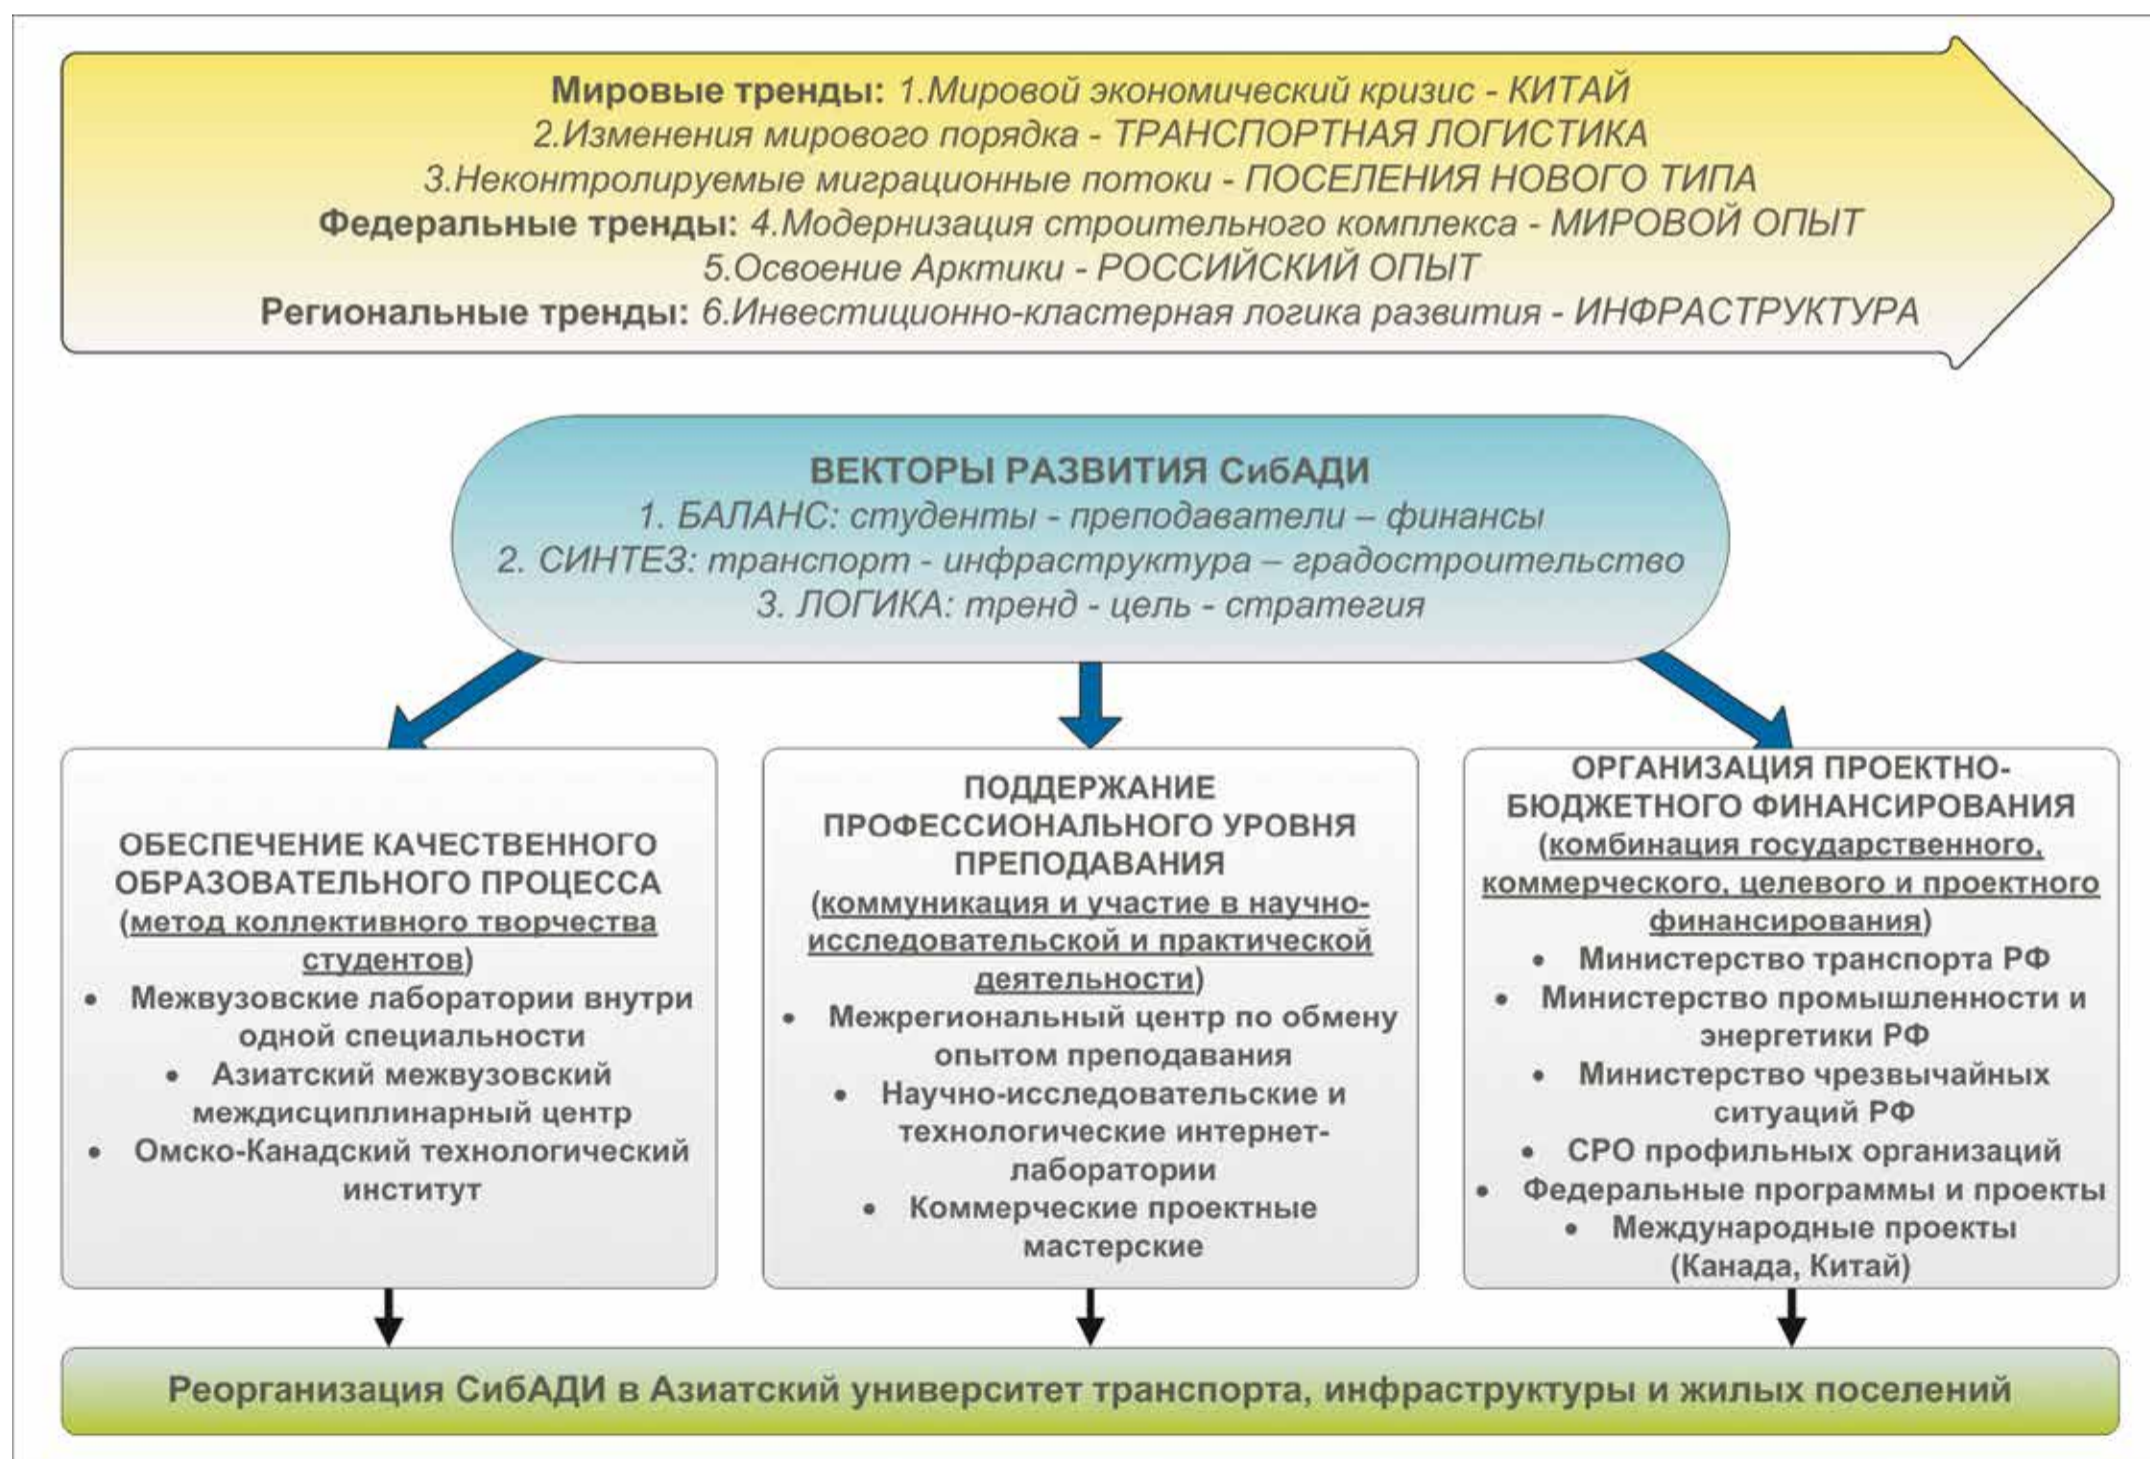 Мировые тренды: 1.Мировой экономический кризис - КИТАЙ
2.Изменения мирового порядка - ТРАНСПОРТНАЯ ЛОГИСТИКА
3.Неконтролируемые миграционные потоки - ПОСЕЛЕНИЯ НОВОГО ТИПА
Федеральные тренды: 4.Модернизация строительного комплекса - МИРОВОЙ ОПЫТ
5.Освоение Арктики - РОССИЙСКИЙ ОПЫТ
Региональные тренды: 6.Инвестиционно-кластерная логика развития - ИНФРАСТРУКТУРА
ВЕКТОРЫ РАЗВИТИЯ СибАДИ
1. БАЛАНС: студенты - преподаватели – финансы
2. СИНТЕЗ: транспорт - инфраструктура – градостроительство
3. ЛОГИКА: тренд - цель - стратегия
ОБЕСПЕЧЕНИЕ КАЧЕСТВЕННОГО
ОБРАЗОВАТЕЛЬНОГО ПРОЦЕССА
(метод коллективного творчества
студентов)
• Межвузовские лаборатории внутри
одной специальности
• Азиатский межвузовский
междисциплинарный центр
• Омско-Канадский технологический
институт
ПОДДЕРЖАНИЕ
ПРОФЕССИОНАЛЬНОГО УРОВНЯ
ПРЕПОДАВАНИЯ
(коммуникация и участие в научно-
исследовательской и практической
деятельности)
• Межрегиональный центр по обмену
опытом преподавания
• Научно-исследовательские и
технологические интернет-
лаборатории
• Коммерческие проектные
мастерские
ОРГАНИЗАЦИЯ ПРОЕКТНО-
БЮДЖЕТНОГО ФИНАНСИРОВАНИЯ
(комбинация государственного,
коммерческого, целевого и проектного
финансирования)
• Министерство транспорта РФ
• Министерство промышленности и
энергетики РФ
• Министерство чрезвычайных
ситуаций РФ
• СРО профильных организаций
• Федеральные программы и проекты
• Международные проекты
(Канада, Китай)
Реорганизация СибАДИ в Азиатский университет транспорта, инфраструктуры и жилых поселений